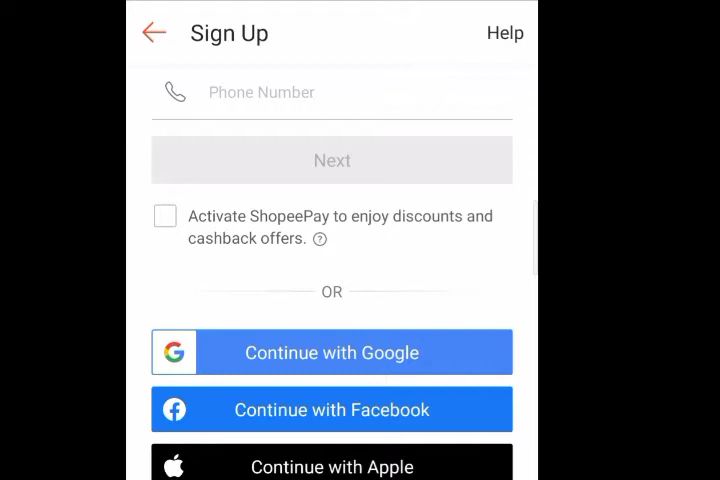 Sign Up
Help
Phone Number
Next
Activate ShopeePay to enjoy discounts and
cashback offers. ?
OR
G Continue with Google
f Continue with Facebook
Continue with Apple